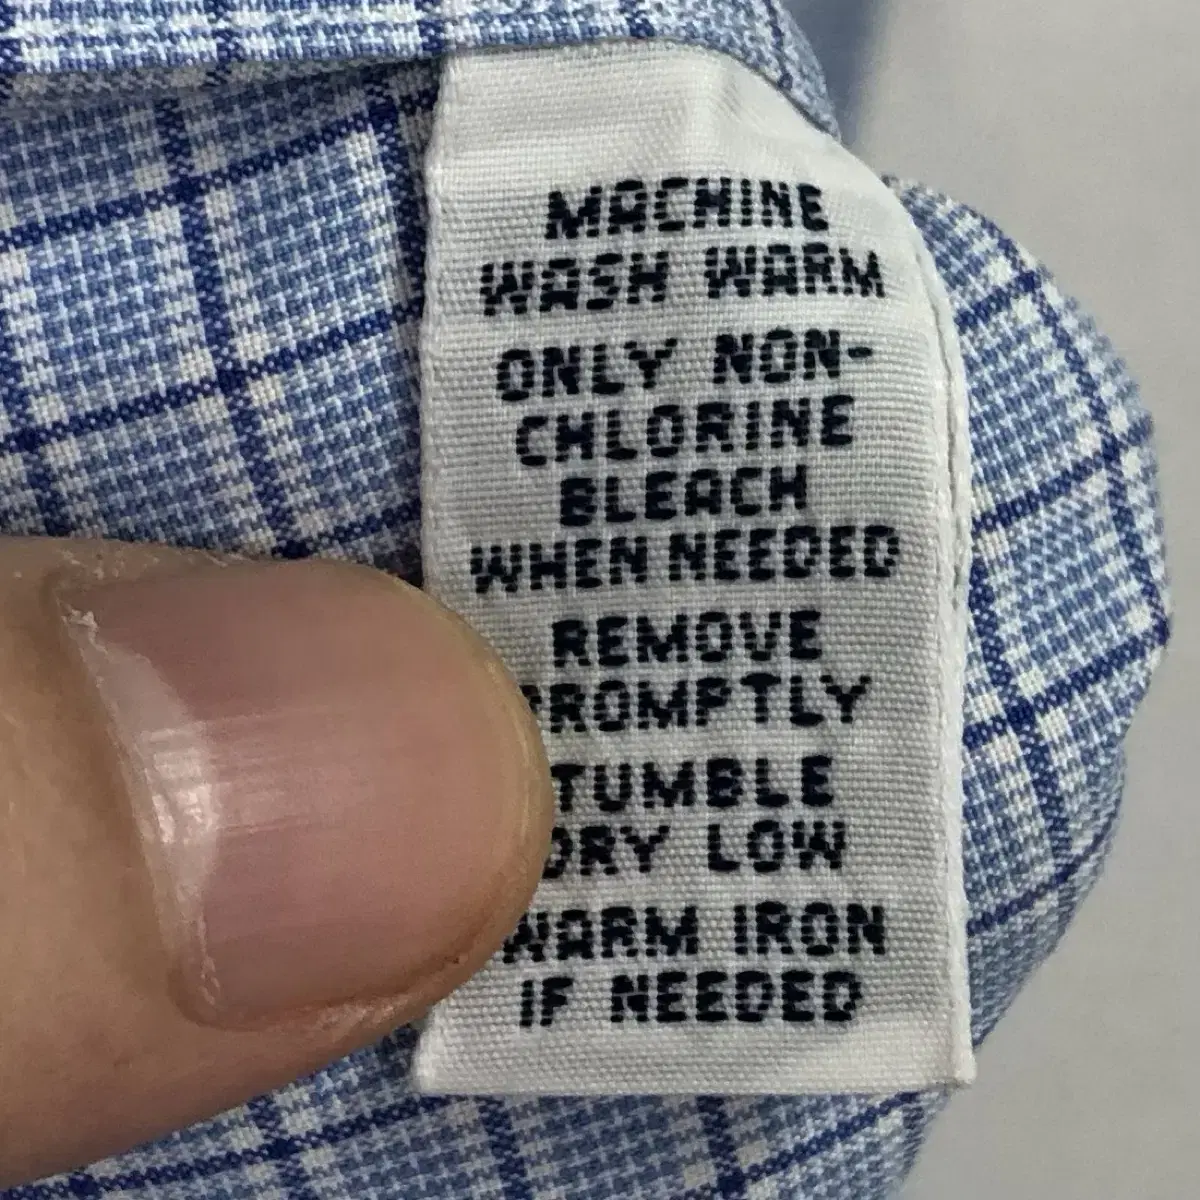 MACHINE
WASH WARM
ONLY NON-
CHLORINE
BLEACH
WHEN NEEDED
REMOVE
PROMPTLY
TUMBLE
DRY LOW
WARM IRON
IF NEEDED